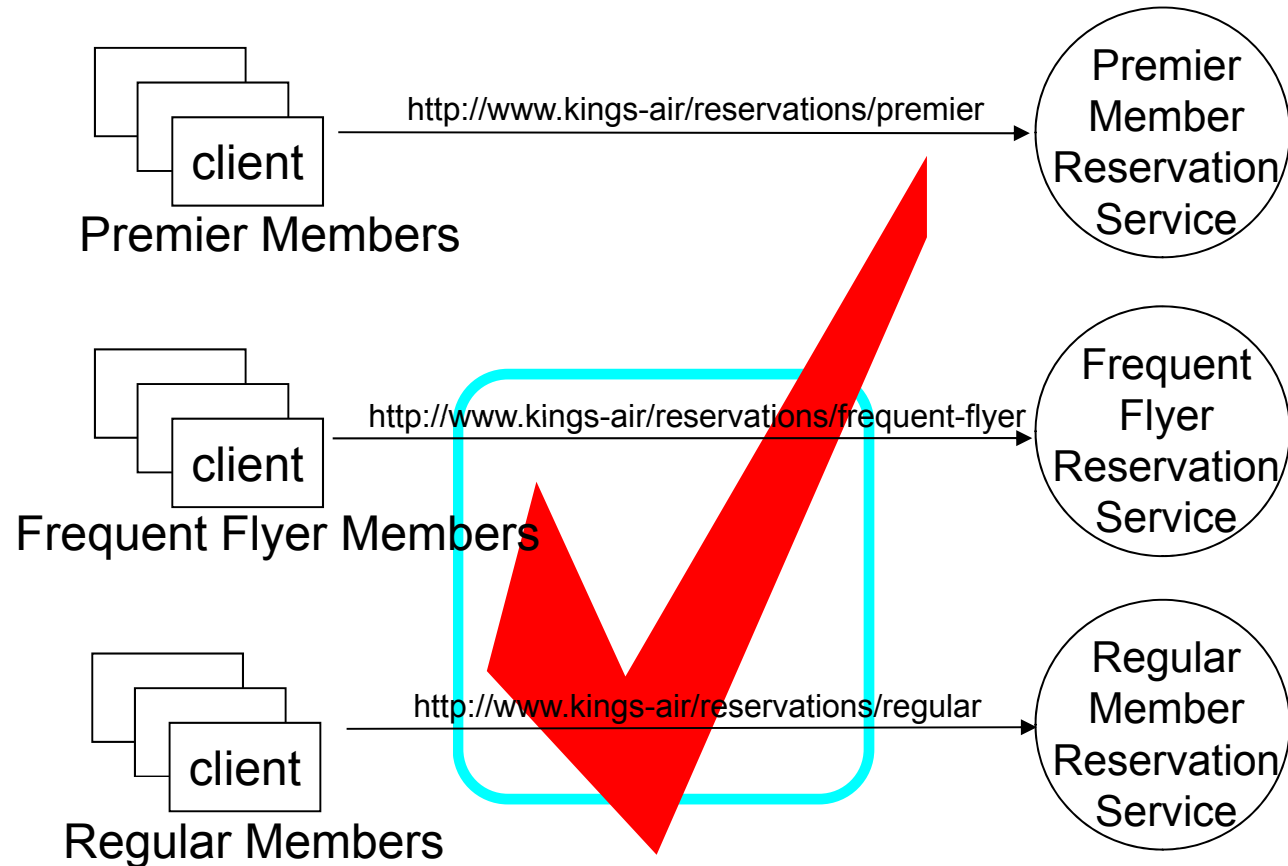 http://www.kings-air/reservations/premier
client
Premier Members
Premier
Member
Reservation
Service
http://www.kings-air/reservations/frequent-flyer
client
Frequent Flyer Members
Frequent
Flyer
Reservation
Service
http://www.kings-air/reservations/regular
client
Regular Members
Regular
Member
Reservation
Service